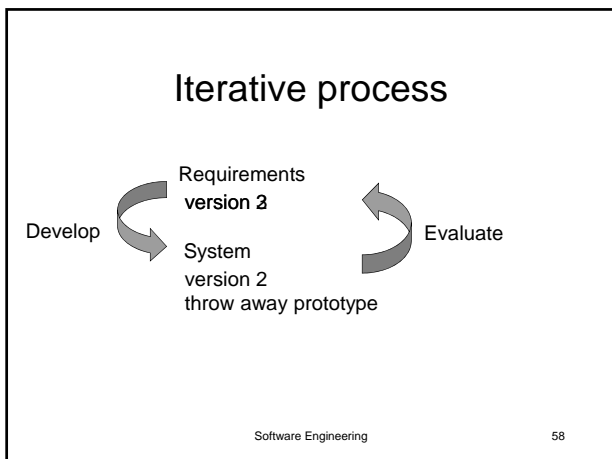 Iterative process
Requirements
version
Develop
Evaluate
System
version 2
throw away prototype
Software Engineering 58